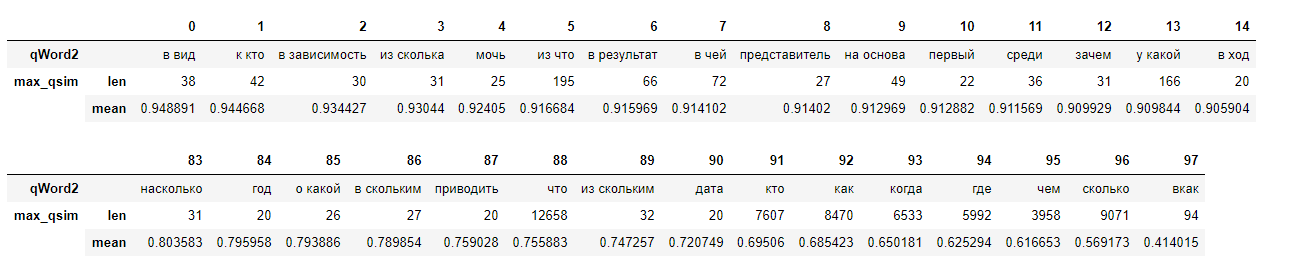 0 1 2 3 4 5 6 7 8 9 10 11 12 13 14
qWord2 в вид к кто в зависимость из сколька мочь из что в результат в чей представитель на основа первый среди зачем у какой в ход
max_qsim len 38 42 30 31 25 195 66 72 27 49 22 36 31 166 20
mean 0.948891 0.944668 0.934427 0.93044 0.92405 0.916684 0.915969 0.914102 0.91402 0.912969 0.912882 0.911569 0.909929 0.909844 0.905904
83 84 85 86 87 88 89 90 91 92 93 94 95 96 97
qWord2 насколько год о какой в скольким приводить что из скольким дата кто как когда где чем сколько вкак
max_qsim len 31 20 26 27 20 12658 32 20 7607 8470 6533 5992 3958 9071 94
mean 0.803583 0.795958 0.793886 0.789854 0.759028 0.755883 0.747257 0.720749 0.69506 0.685423 0.650181 0.625294 0.616653 0.569173 0.414015